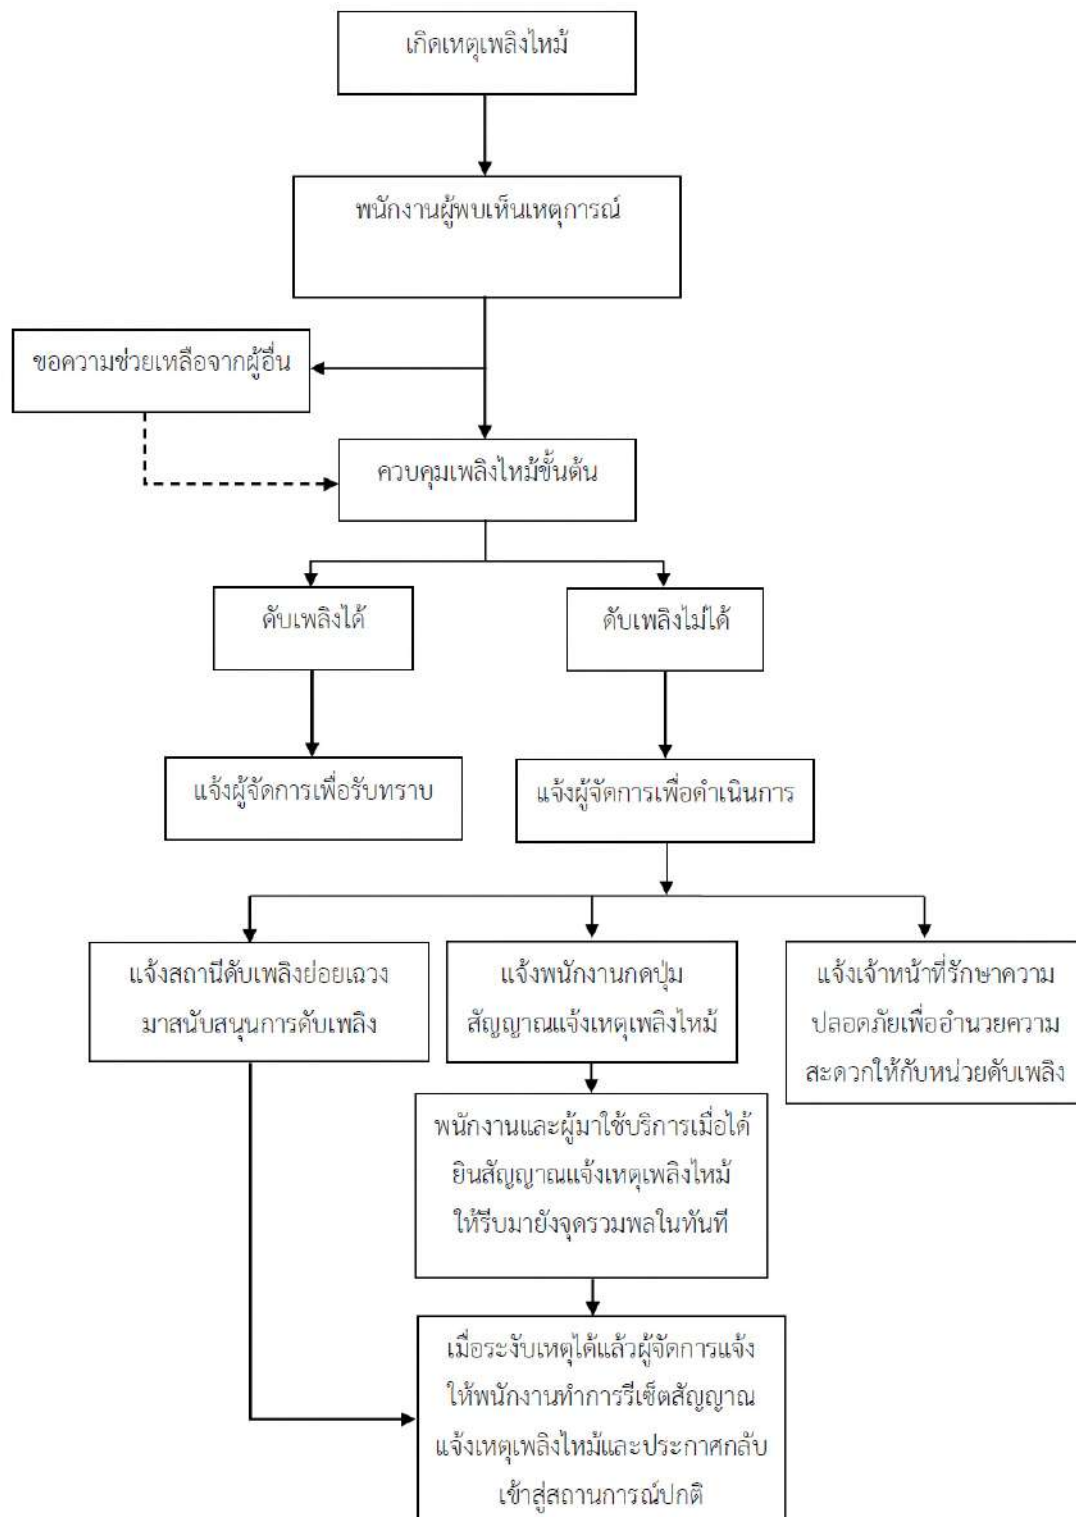 เกิดเหตุเพลิงไหม้
พนักงานผู้พบเห็นเหตุการณ์
ขอความช่วยเหลือจากผู้อื่น
ควบคุมเพลิงไหม้ขั้นต้น
ดับเพลิงได้
ดับเพลิงไม่ได้
แจ้งผู้จัดการเพื่อรับทราบ
แจ้งผู้จัดการเพื่อดำเนินการ
แจ้งสถานีดับเพลิงย่อยเฉวง
มาสนับสนุนการดับเพลิง
แจ้งพนักงานกดปุ่ม
สัญญาณแจ้งเหตุเพลิงไหม้
แจ้งเจ้าหน้าที่รักษาความ
ปลอดภัยเพื่ออำนวยความ
สะดวกให้กับหน่วยดับเพลิง
พนักงานและผู้มาใช้บริการเมื่อได้
ยินสัญญาณแจ้งเหตุเพลิงไหม้
ให้รีบมายังจุดรวมพลในทันที
เมื่อระงับเหตุได้แล้วผู้จัดการแจ้ง
ให้พนักงานทำการรีเซ็ตสัญญาณ
แจ้งเหตุเพลิงไหม้และประกาศกลับ
เข้าสู่สถานการณ์ปกติ